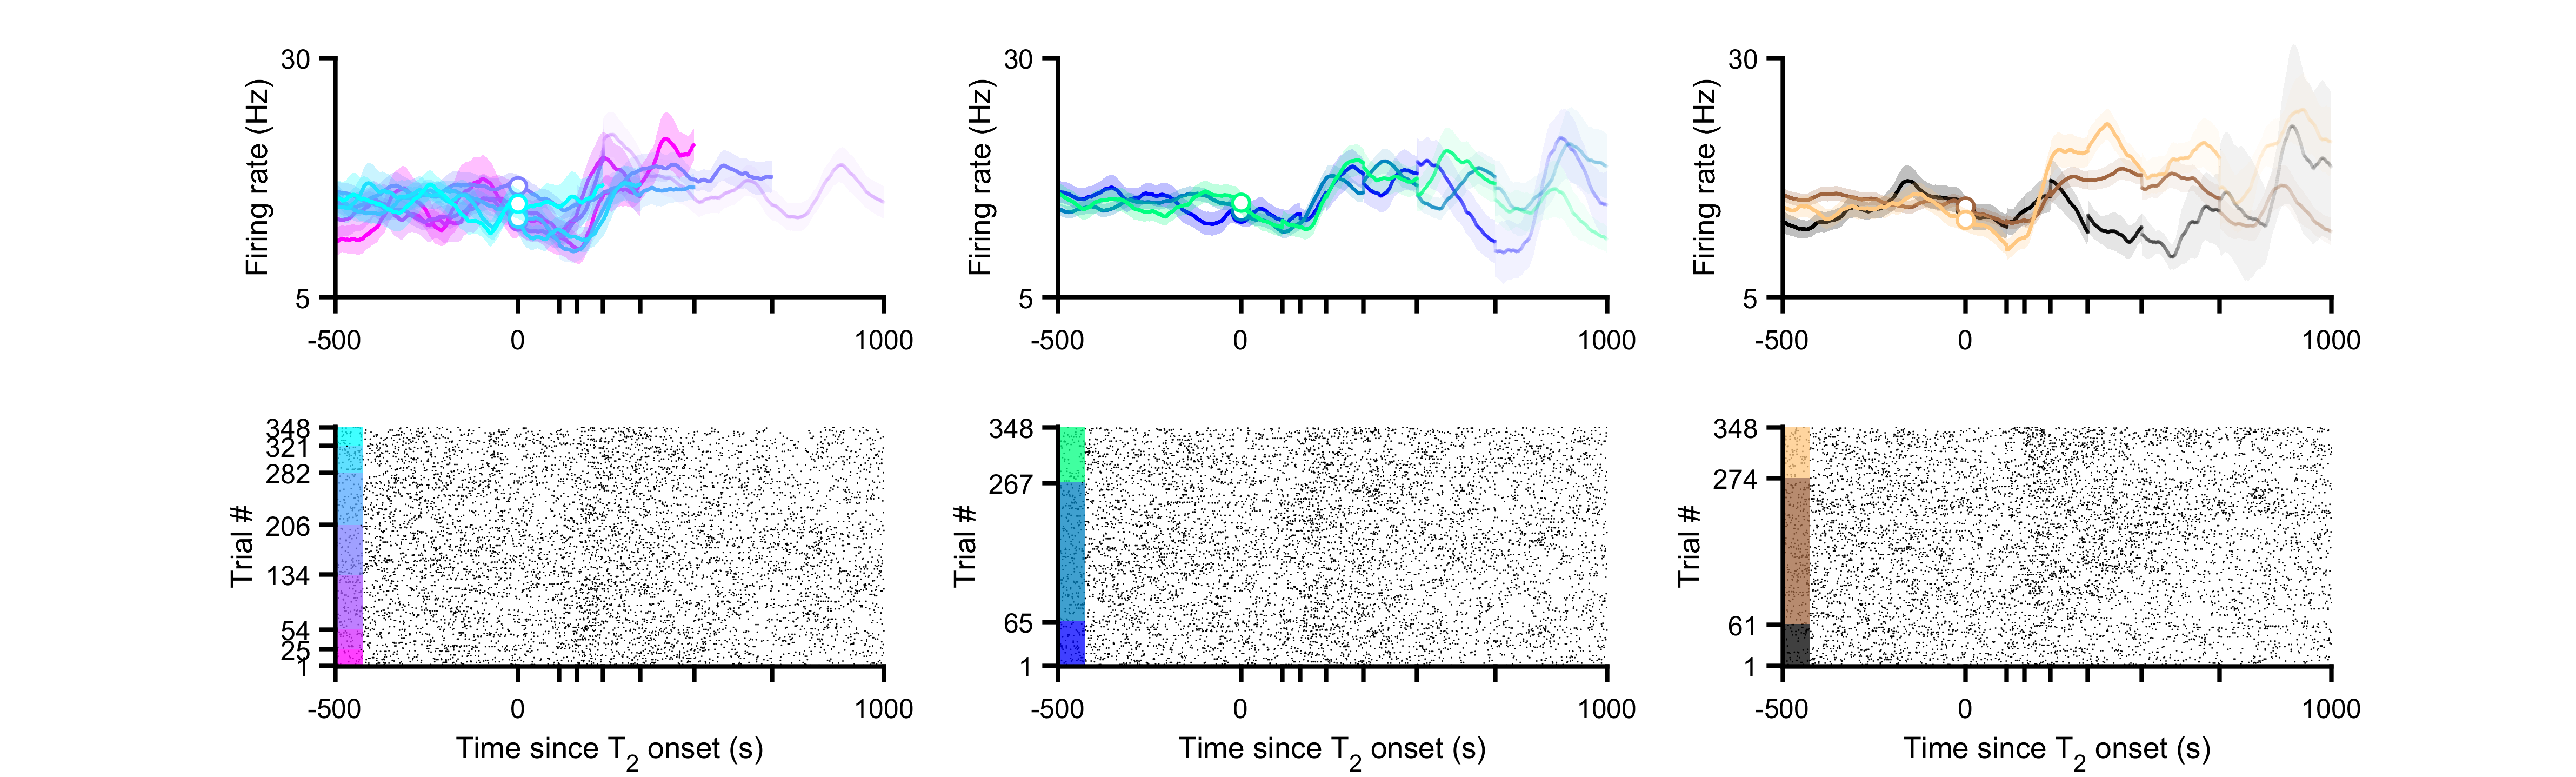 30
Firing rate (Hz)
5
-500 0 1000
30
Firing rate (Hz)
5
-500 0 1000
30
Firing rate (Hz)
5
-500 0 1000
348
321
282
206
134
54
25
1
Trial #
-500 0 1000
Time since T2 onset (s)
348
267
65
1
Trial #
-500 0 1000
Time since T2 onset (s)
348
274
61
1
Trial #
-500 0 1000
Time since T2 onset (s)